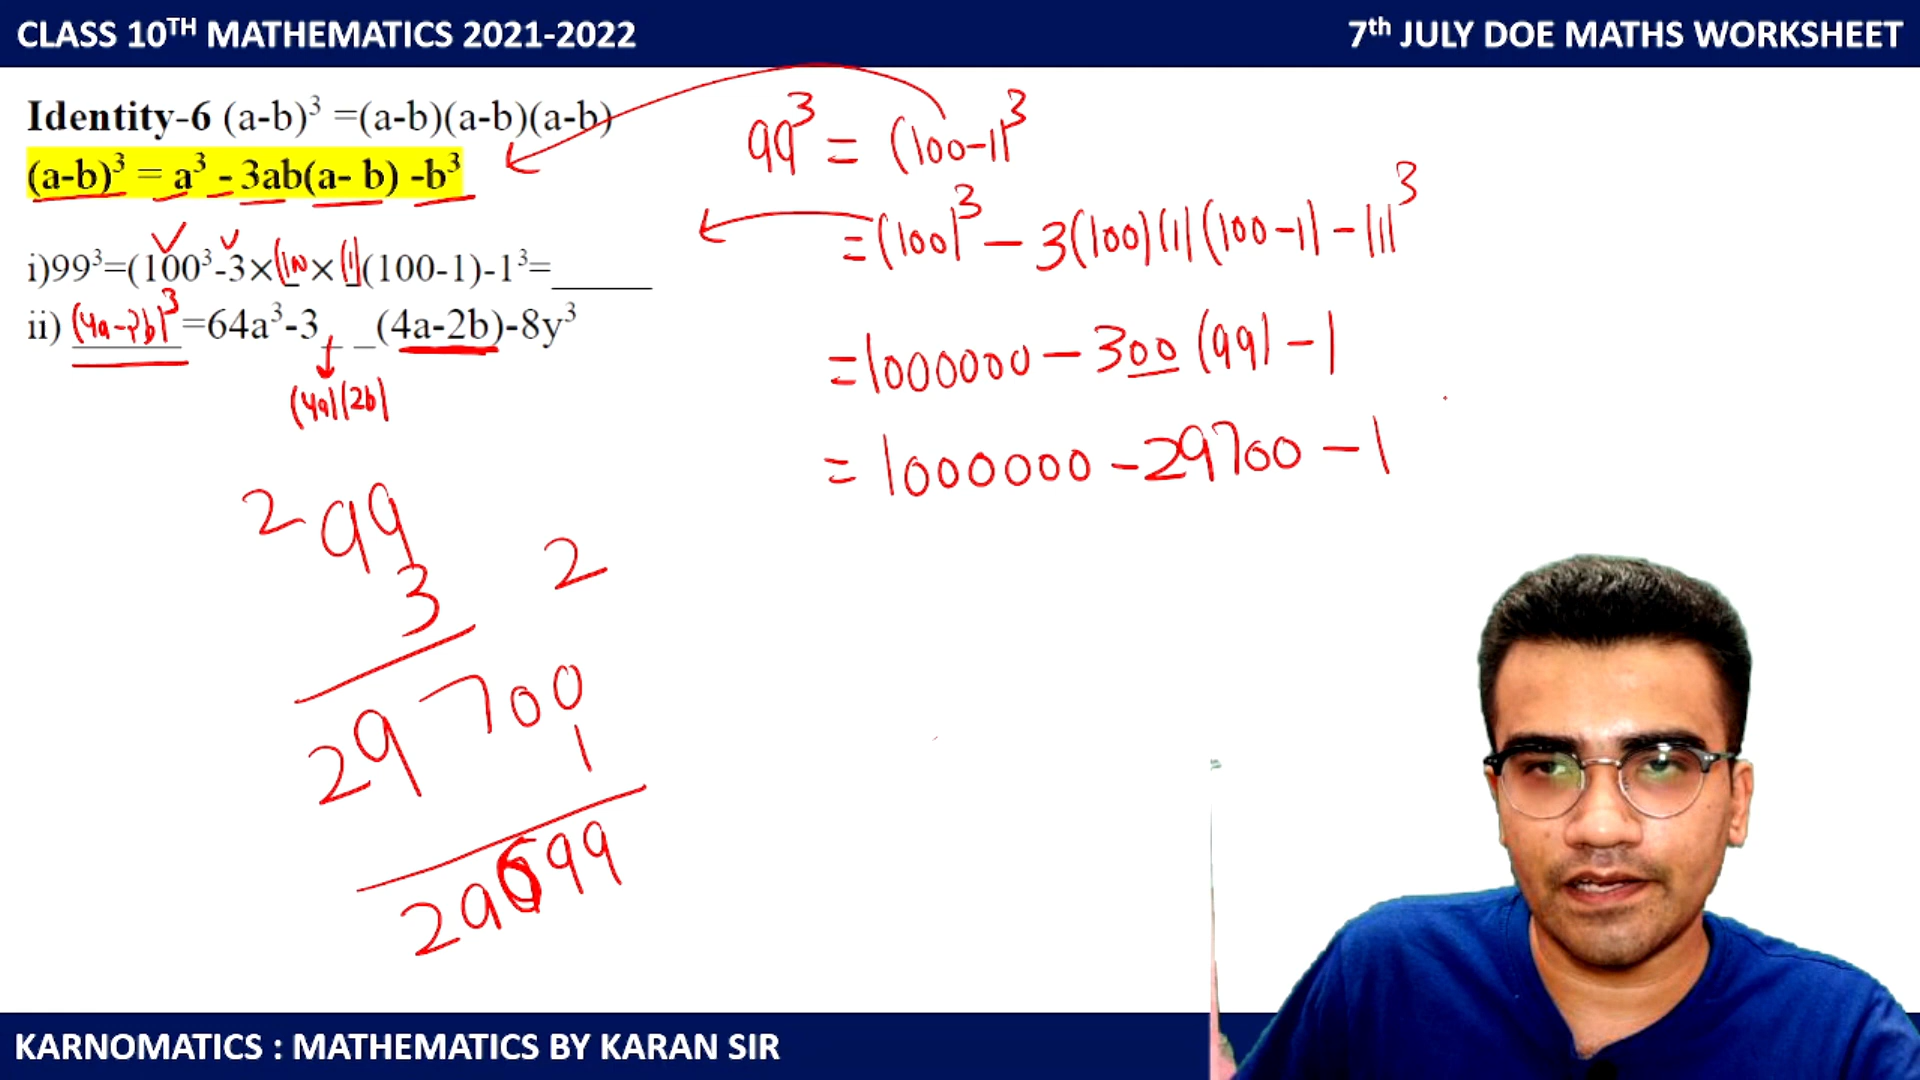 CLASS 10TH MATHEMATICS 2021-2022
7th JULY DOE MATHS WORKSHEET
Identity-6 (a-b)³ =(a-b)(a-b)(a-b)
(a-b)³ = a³ - 3ab(a- b) -b³
i)99³=(100³-3×(100×(1)(100-1)-1³=_____
ii) (4a-2b)³=64a³-3_ _(4a-2b)-8y³
(4a)(2b)
99³ = (100-1)³
=(100)³ - 3(100)(1)(100-1) - (1)³
=1000000 - 300 (99) - 1
= 1000000 - 29700 - 1
2 99
3 2
29700
1
29699
KARNOMATICS : MATHEMATICS BY KARAN SIR